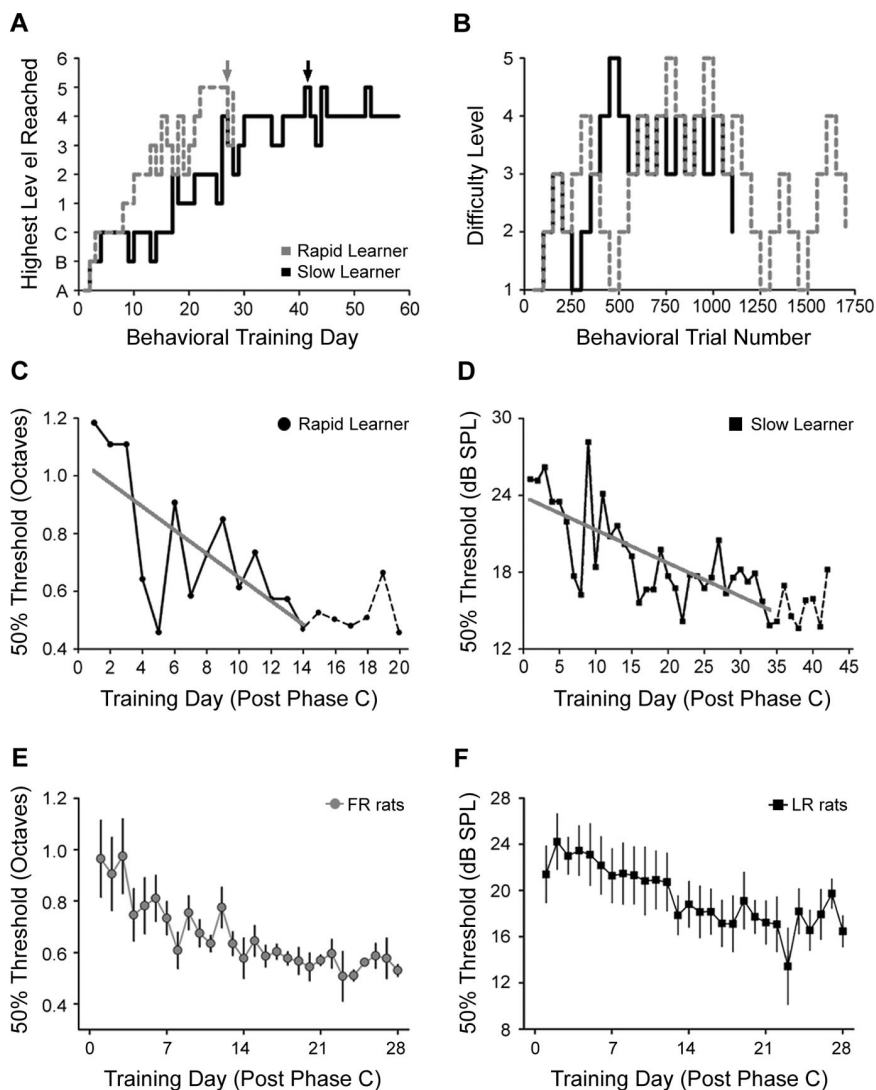 A
Highest Lev el Reached
6
5
4
3
2
1
C
B
A
Rapid Learner
Slow Learner
0 10 20 30 40 50 60
Behavioral Training Day
B
Difficulty Level
5
4
3
2
1
0 250 500 750 1000 1250 1500 1750
Behavioral Trial Number
C
50% Threshold (Octaves)
1.2
1.0
0.8
0.6
0.4
Rapid Learner
0 2 4 6 8 10 12 14 16 18 20
Training Day (Post Phase C)
D
50% Threshold (dB SPL)
30
24
18
12
Slow Learner
0 5 10 15 20 25 30 35 40 45
Training Day (Post Phase C)
E
50% Threshold (Octaves)
1.2
1.0
0.8
0.6
0.4
FR rats
0 7 14 21 28
Training Day (Post Phase C)
F
50% Threshold (dB SPL)
28
24
20
16
12
8
LR rats
0 7 14 21 28
Training Day (Post Phase C)